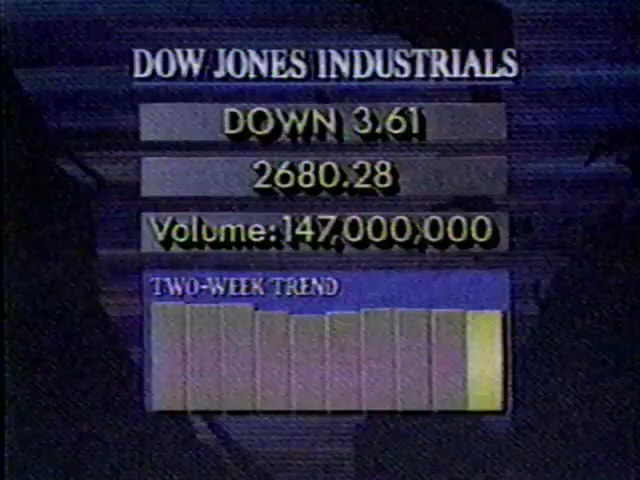 DOW JONES INDUSTRIALS
DOWN 3.61
2680.28
Volume: 147,000,000
TWO-WEEK TREND